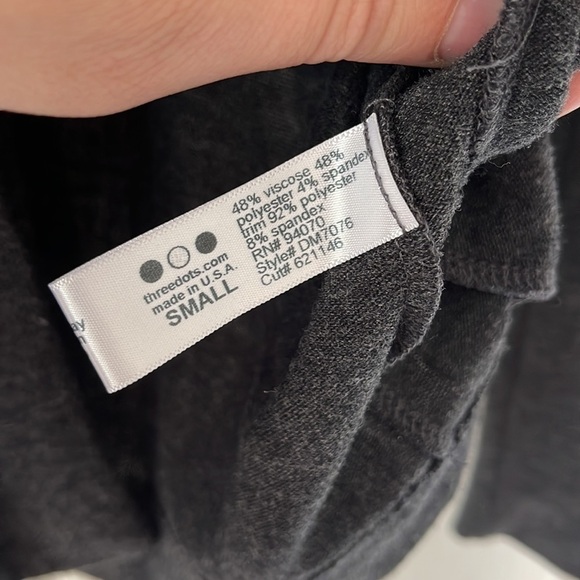 48% viscose 48%
polyester 4% spandex
trim 92% polyester
8% spandex
RN# 94070
Style# DM7076
Cut# 621146
threedots.com
made in U.S.A.
SMALL